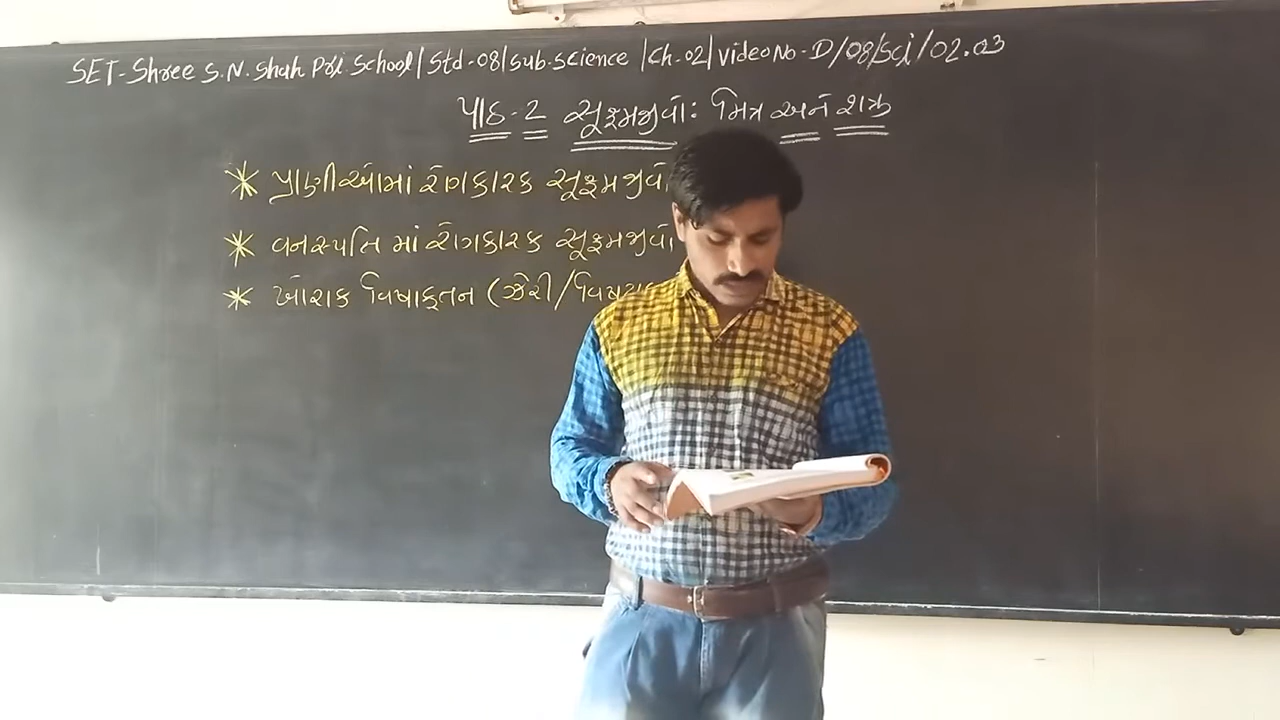 SET-Shree S.N. Shah Pri. School | Std-08 | Sub-Science | Ch-02 | Video No-D/08/Sci/02.03
પાઠ-2 સૂક્ષ્મજીવો: મિત્ર અને શત્રુ
* પ્રાણીઓમાં રોગકારક સૂક્ષ્મજીવો
* વનસ્પતિ માં રોગકારક સૂક્ષ્મજીવો
* ખોરાક વિષાક્તન (ઝેરી/